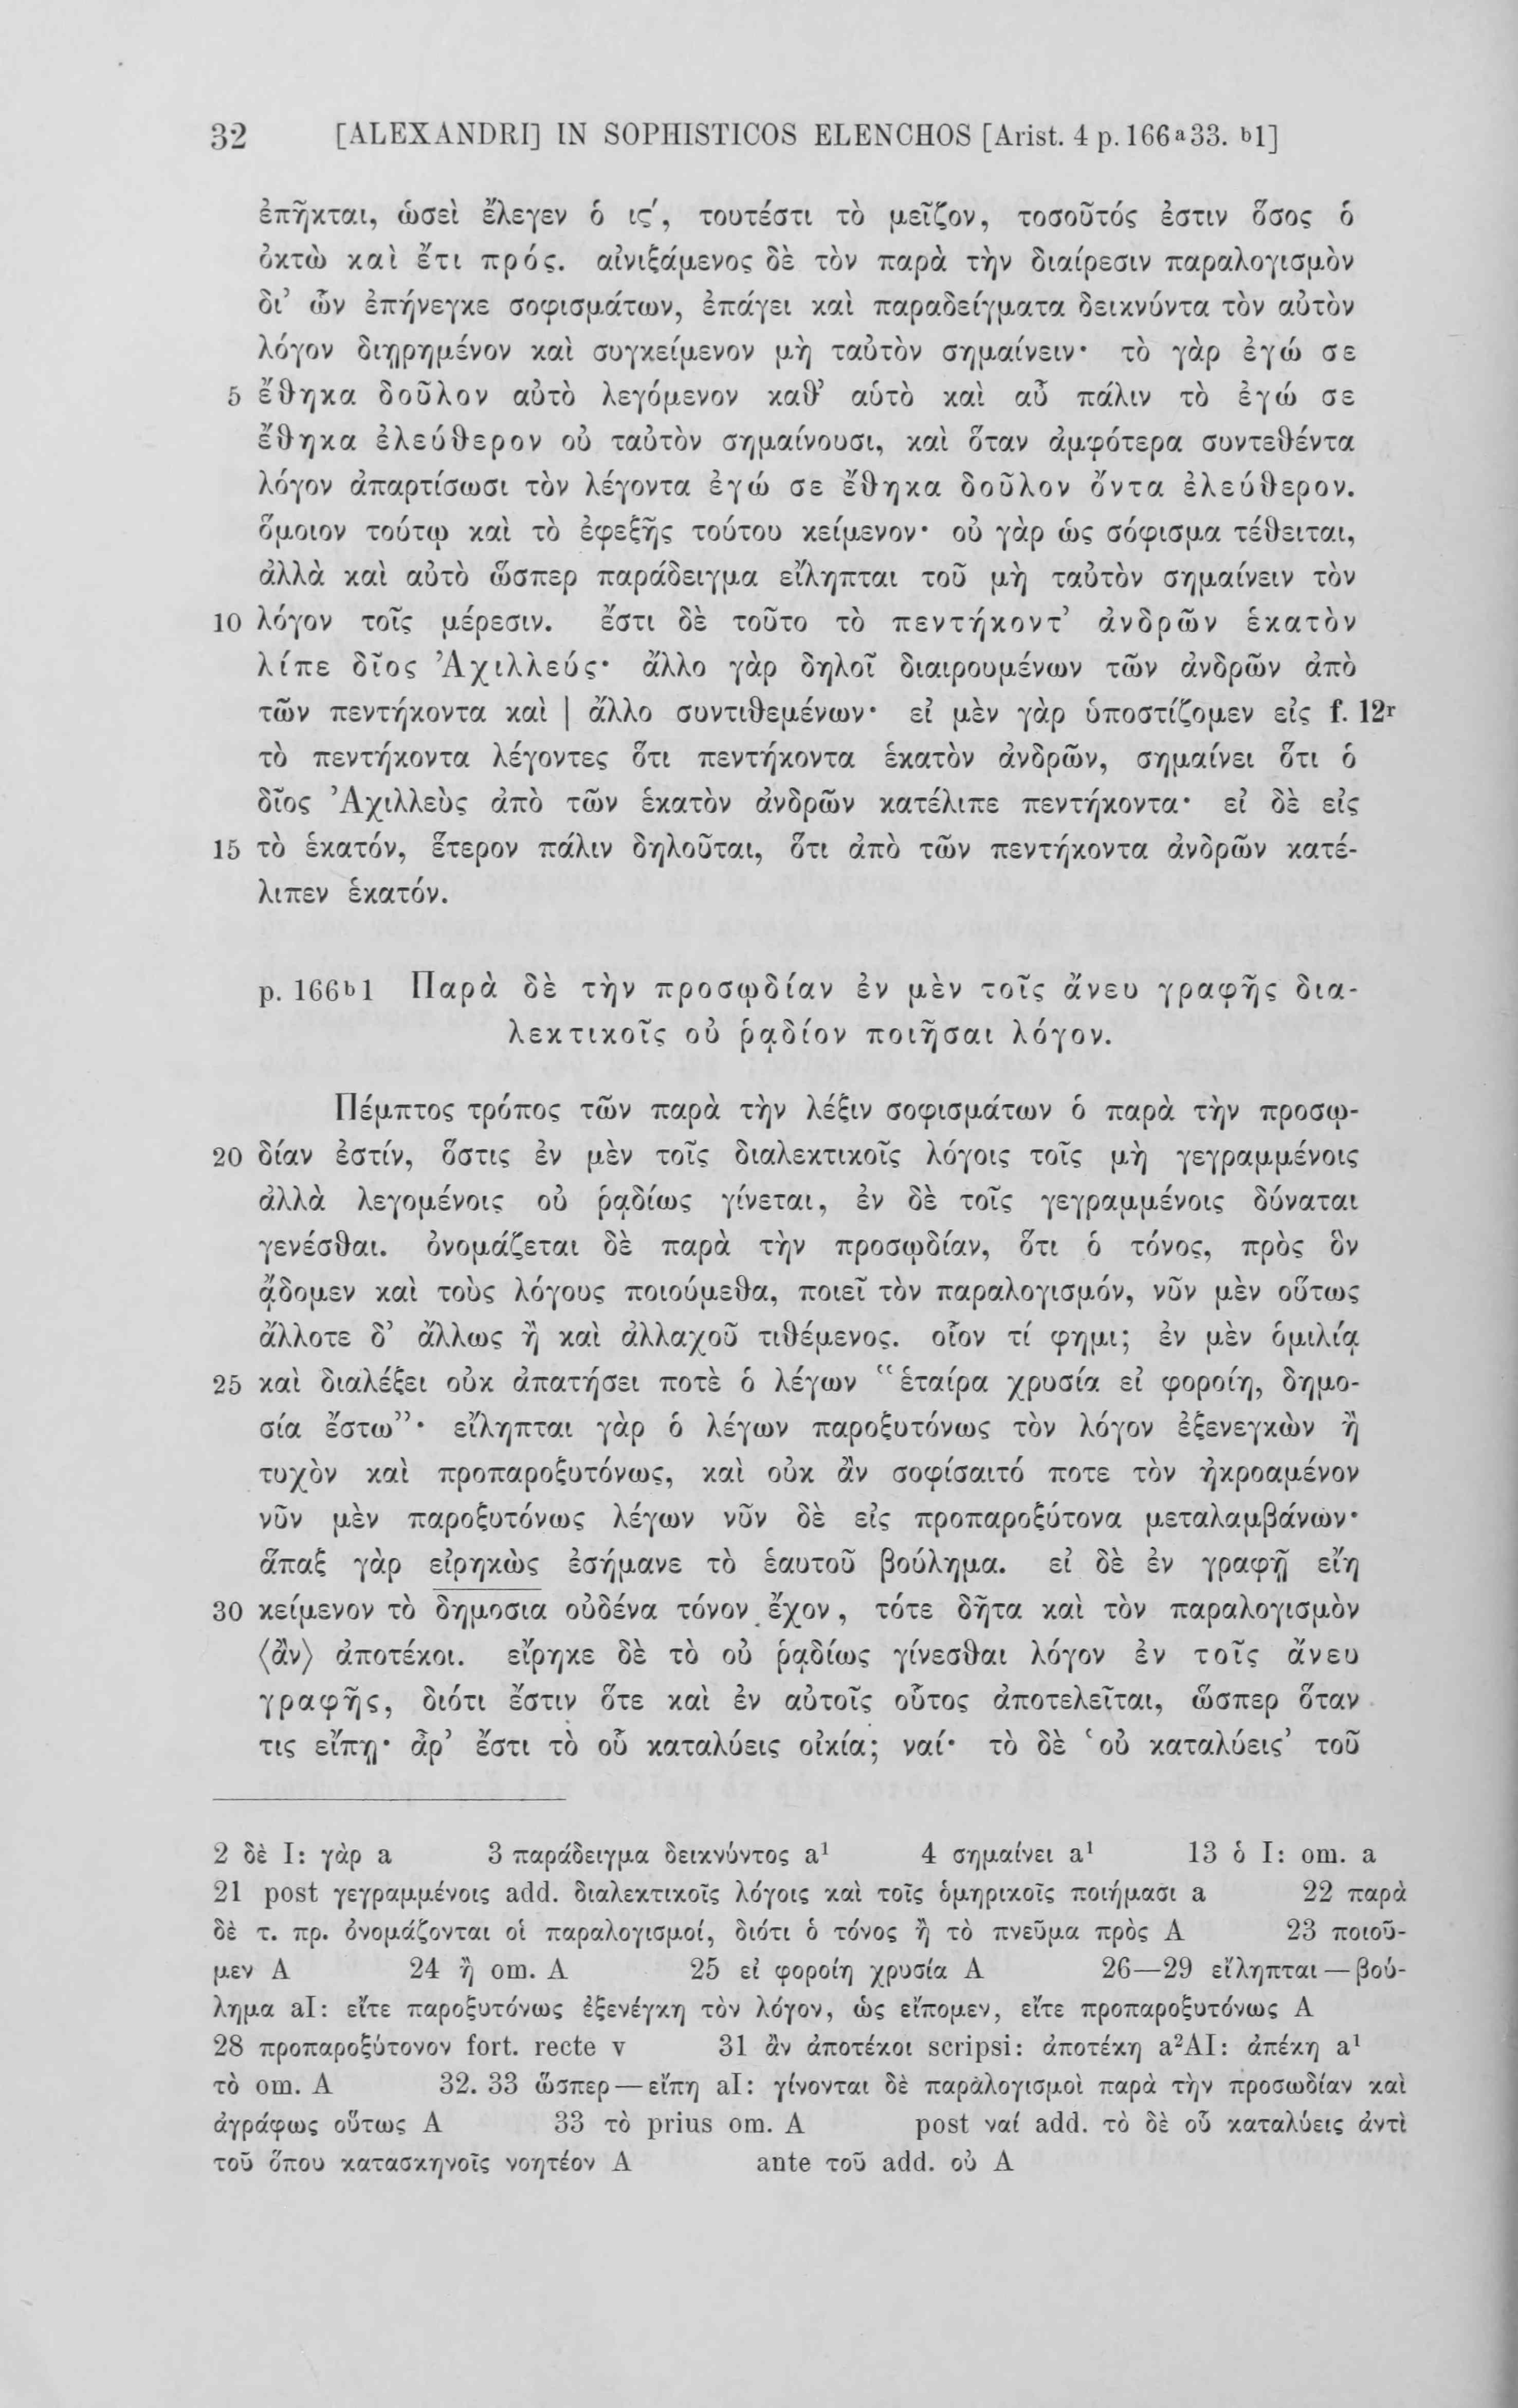 32 [ALEXANDRI] IN SOPHISTICOS ELENCHOS [Arist. 4 p. 166ᵃ33. ᵇ1]
ἐπῆκται, ὡσεὶ ἔλεγεν ὁ ις′, τουτέστι τὸ μεῖζον, τοσοῦτός ἐστιν ὅσος ὁ
ὀκτὼ καὶ ἔτι πρός. αἰνιξάμενος δὲ τὸν παρὰ τὴν διαίρεσιν παραλογισμὸν
δι’ ὧν ἐπήνεγκε σοφισμάτων, ἐπάγει καὶ παραδείγματα δεικνύντα τὸν αὐτὸν
λόγον διῃρημένον καὶ συγκείμενον μὴ ταὐτὸν σημαίνειν· τὸ γὰρ ἐγώ σε
5 ἔθηκα δοῦλον αὐτὸ λεγόμενον καθ’ αὑτὸ καὶ αὖ πάλιν τὸ ἐγώ σε
ἔθηκα ἐλεύθερον οὐ ταὐτὸν σημαίνουσι, καὶ ὅταν ἀμφότερα συντεθέντα
λόγον ἀπαρτίσωσι τὸν λέγοντα ἐγώ σε ἔθηκα δοῦλον ὄντα ἐλεύθερον.
ὅμοιον τούτῳ καὶ τὸ ἐφεξῆς τούτου κείμενον· οὐ γὰρ ὡς σόφισμα τέθειται,
ἀλλὰ καὶ αὐτὸ ὥσπερ παράδειγμα εἴληπται τοῦ μὴ ταὐτὸν σημαίνειν τὸν
10 λόγον τοῖς μέρεσιν. ἔστι δὲ τοῦτο τὸ πεντήκοντ’ ἀνδρῶν ἑκατὸν
λίπε δῖος Ἀχιλλεύς· ἄλλο γὰρ δηλοῖ διαιρουμένων τῶν ἀνδρῶν ἀπὸ
τῶν πεντήκοντα καὶ | ἄλλο συντιθεμένων· εἰ μὲν γὰρ ὑποστίζομεν εἰς f. 12ʳ
τὸ πεντήκοντα λέγοντες ὅτι πεντήκοντα ἑκατὸν ἀνδρῶν, σημαίνει ὅτι ὁ
δῖος Ἀχιλλεὺς ἀπὸ τῶν ἑκατὸν ἀνδρῶν κατέλιπε πεντήκοντα· εἰ δὲ εἰς
15 τὸ ἑκατόν, ἕτερον πάλιν δηλοῦται, ὅτι ἀπὸ τῶν πεντήκοντα ἀνδρῶν κατέ-
λιπεν ἑκατόν.
p. 166ᵇ1 Παρὰ δὲ τὴν προσῳδίαν ἐν μὲν τοῖς ἄνευ γραφῆς δια-
λεκτικοῖς οὐ ῥᾳδίον ποιῆσαι λόγον.
Πέμπτος τρόπος τῶν παρὰ τὴν λέξιν σοφισμάτων ὁ παρὰ τὴν προσῳ-
20 δίαν ἐστίν, ὅστις ἐν μὲν τοῖς διαλεκτικοῖς λόγοις τοῖς μὴ γεγραμμένοις
ἀλλὰ λεγομένοις οὐ ῥᾳδίως γίνεται, ἐν δὲ τοῖς γεγραμμένοις δύναται
γενέσθαι. ὀνομάζεται δὲ παρὰ τὴν προσῳδίαν, ὅτι ὁ τόνος, πρὸς ὃν
ᾄδομεν καὶ τοὺς λόγους ποιούμεθα, ποιεῖ τὸν παραλογισμόν, νῦν μὲν οὕτως
ἄλλοτε δ’ ἄλλως ἢ καὶ ἀλλαχοῦ τιθέμενος. οἷον τί φημι; ἐν μὲν ὁμιλίᾳ
25 καὶ διαλέξει οὐκ ἀπατήσει ποτὲ ὁ λέγων “ἑταίρα χρυσία εἰ φοροίη, δημο-
σία ἔστω”· εἴληπται γὰρ ὁ λέγων παροξυτόνως τὸν λόγον ἐξενεγκὼν ἢ
τυχὸν καὶ προπαροξυτόνως, καὶ οὐκ ἂν σοφίσαιτό ποτε τὸν ἠκροαμένον
νῦν μὲν παροξυτόνως λέγων νῦν δὲ εἰς προπαροξύτονα μεταλαμβάνων·
ἅπαξ γὰρ εἰρηκὼς ἐσήμανε τὸ ἑαυτοῦ βούλημα. εἰ δὲ ἐν γραφῇ εἴη
30 κείμενον τὸ δημοσια οὐδένα τόνον ἔχον, τότε δῆτα καὶ τὸν παραλογισμὸν
⟨ἂν⟩ ἀποτέκοι. εἴρηκε δὲ τὸ οὐ ῥᾳδίως γίνεσθαι λόγον ἐν τοῖς ἄνευ
γραφῆς, διότι ἔστιν ὅτε καὶ ἐν αὐτοῖς οὗτος ἀποτελεῖται, ὥσπερ ὅταν
τις εἴπῃ· ἆρ’ ἔστι τὸ οὗ καταλύεις οἰκία; ναί· τὸ δὲ ‘οὐ καταλύεις’ τοῦ
2 δὲ I: γὰρ a 3 παράδειγμα δεικνύντος a¹ 4 σημαίνει a¹ 13 ὁ I: om. a
21 post γεγραμμένοις add. διαλεκτικοῖς λόγοις καὶ τοῖς ὁμηρικοῖς ποιήμασι a 22 παρὰ
δὲ τ. πρ. ὀνομάζονται οἱ παραλογισμοί, διότι ὁ τόνος ἢ τὸ πνεῦμα πρὸς A 23 ποιοῦ-
μεν A 24 ἢ om. A 25 εἰ φοροίη χρυσία A 26—29 εἴληπται — βού-
λημα aI: εἴτε παροξυτόνως ἐξενέγκῃ τὸν λόγον, ὡς εἴπομεν, εἴτε προπαροξυτόνως A
28 προπαροξύτονον fort. recte v 31 ἂν ἀποτέκοι scripsi: ἀποτέκῃ a²AI: ἀπέκῃ a¹
τὸ om. A 32. 33 ὥσπερ — εἴπῃ aI: γίνονται δὲ παραλογισμοὶ παρὰ τὴν προσωδίαν καὶ
ἀγράφως οὕτως A 33 τὸ prius om. A post ναί add. τὸ δὲ οὗ καταλύεις ἀντὶ
τοῦ ὅπου κατασκηνοῖς νοητέον A ante τοῦ add. οὐ A